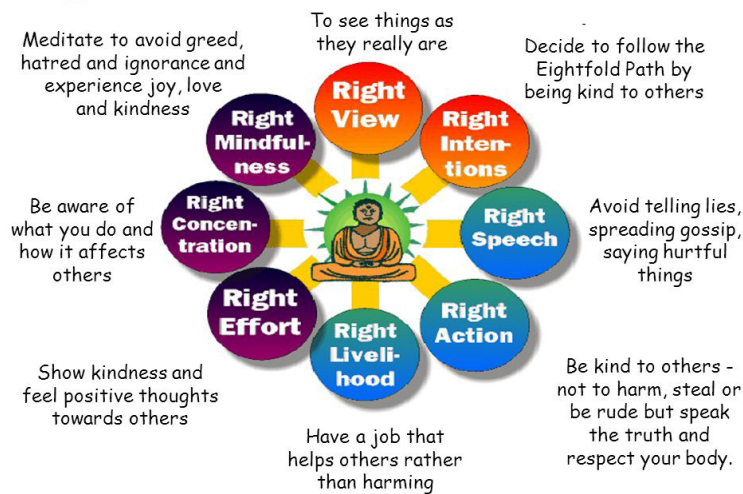 To see things as
they really are
Right
View
Decide to follow the
Eightfold Path by
being kind to others
Right
Inten-
tions
Avoid telling lies,
spreading gossip,
saying hurtful
things
Right
Speech
Be kind to others -
not to harm, steal or
be rude but speak
the truth and
respect your body.
Right
Action
Have a job that
helps others rather
than harming
Right
Liveli-
hood
Show kindness and
feel positive thoughts
towards others
Right
Effort
Be aware of
what you do and
how it affects
others
Right
Concen-
tration
Meditate to avoid greed,
hatred and ignorance and
experience joy, love
and kindness
Right
Mindful-
ness